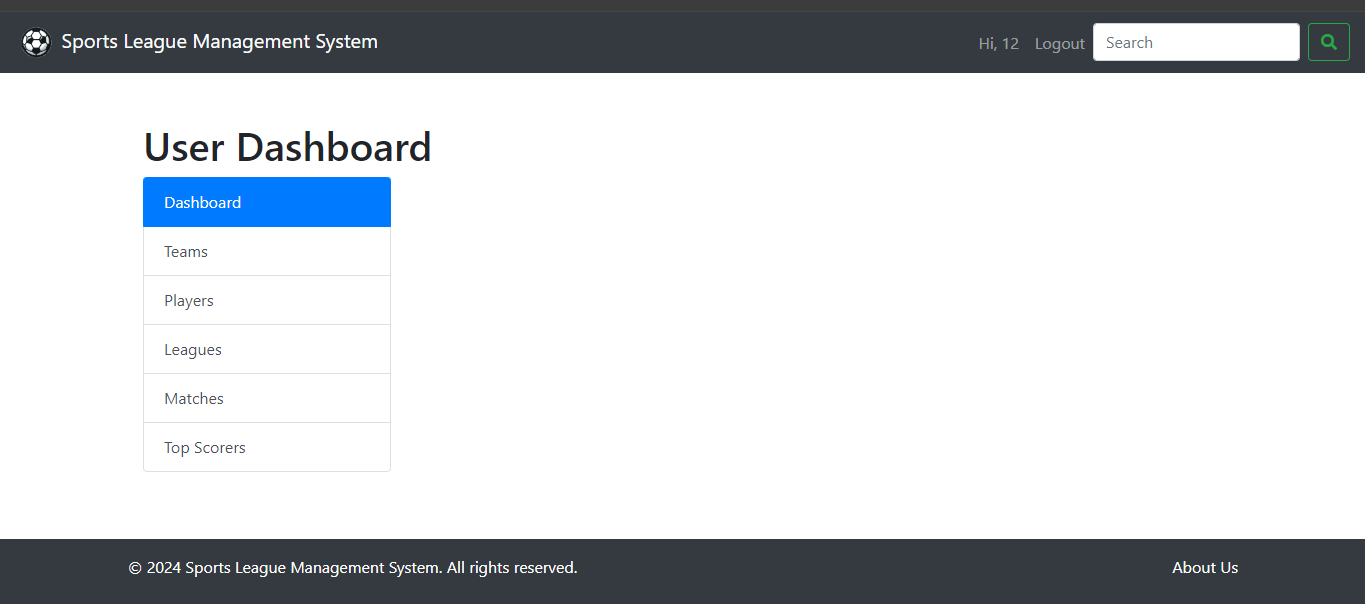 Sports League Management System
Hi, 12 Logout Search
User Dashboard
Dashboard
Teams
Players
Leagues
Matches
Top Scorers
© 2024 Sports League Management System. All rights reserved.
About Us